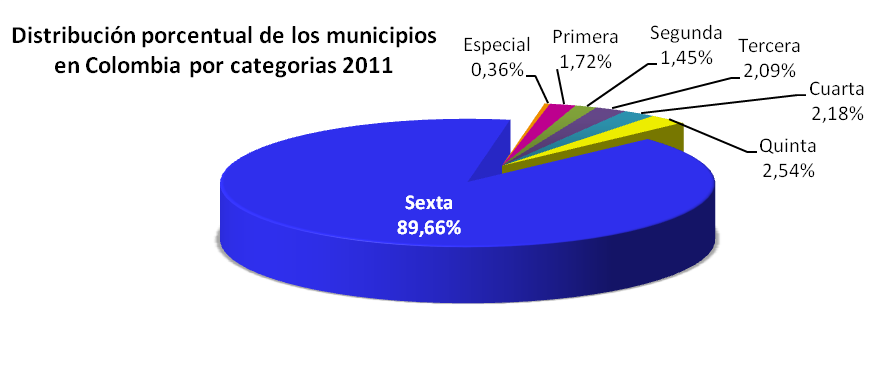 Distribución porcentual de los municipios
en Colombia por categorias 2011
Especial
0,36%
Primera
1,72%
Segunda
1,45%
Tercera
2,09%
Cuarta
2,18%
Quinta
2,54%
Sexta
89,66%